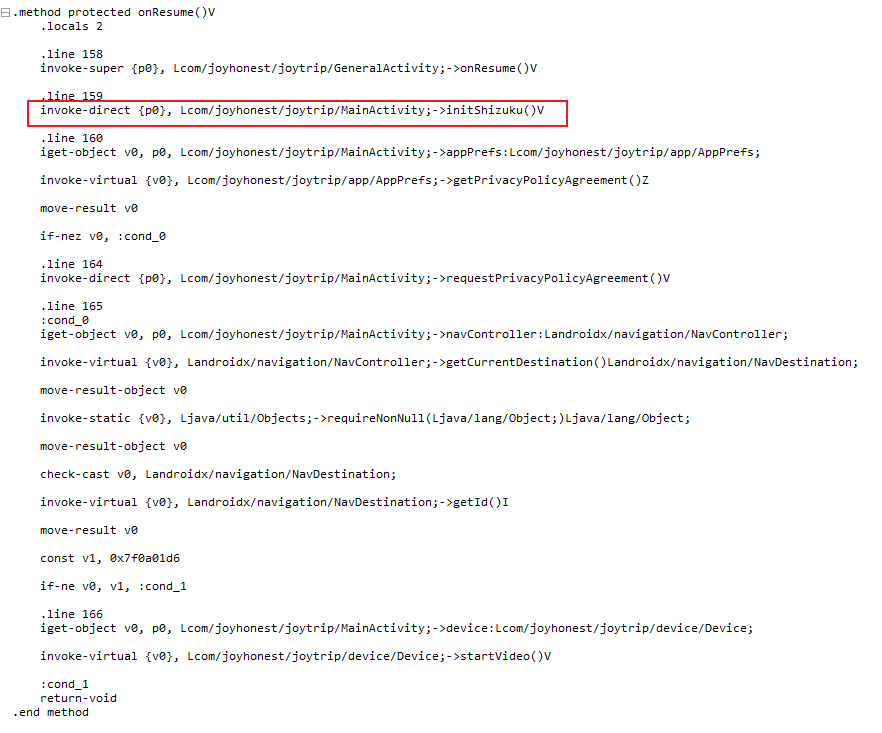 .method protected onResume()V
.locals 2
.line 158
invoke-super {p0}, Lcom/joyhonest/joytrip/GeneralActivity;->onResume()V
.line 159
invoke-direct {p0}, Lcom/joyhonest/joytrip/MainActivity;->initShizuku()V
.line 160
iget-object v0, p0, Lcom/joyhonest/joytrip/MainActivity;->appPrefs:Lcom/joyhonest/joytrip/app/AppPrefs;
invoke-virtual {v0}, Lcom/joyhonest/joytrip/app/AppPrefs;->getPrivacyPolicyAgreement()Z
move-result v0
if-nez v0, :cond_0
.line 164
invoke-direct {p0}, Lcom/joyhonest/joytrip/MainActivity;->requestPrivacyPolicyAgreement()V
.line 165
:cond_0
iget-object v0, p0, Lcom/joyhonest/joytrip/MainActivity;->navController:Landroidx/navigation/NavController;
invoke-virtual {v0}, Landroidx/navigation/NavController;->getCurrentDestination()Landroidx/navigation/NavDestination;
move-result-object v0
invoke-static {v0}, Ljava/util/Objects;->requireNonNull(Ljava/lang/Object;)Ljava/lang/Object;
move-result-object v0
check-cast v0, Landroidx/navigation/NavDestination;
invoke-virtual {v0}, Landroidx/navigation/NavDestination;->getId()I
move-result v0
const v1, 0x7f0a01d6
if-ne v0, v1, :cond_1
.line 166
iget-object v0, p0, Lcom/joyhonest/joytrip/MainActivity;->device:Lcom/joyhonest/joytrip/device/Device;
invoke-virtual {v0}, Lcom/joyhonest/joytrip/device/Device;->startVideo()V
:cond_1
return-void
.end method